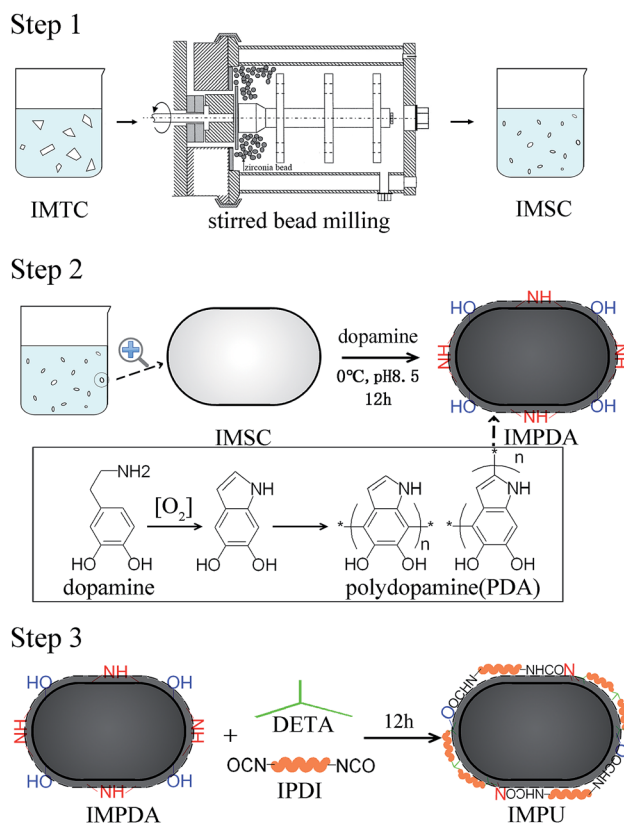 Step 1
zirconia bead
IMTC
stirred bead milling
IMSC
Step 2
dopamine
0℃, pH8.5
12h
IMSC
HO
NH
OH
NH
NH
HO
NH
OH
IMPDA
NH2
[O2]
HO
OH
dopamine
NH
HO
OH
*
*
n
HO
OH
*
n
NH
*
HO
OH
polydopamine(PDA)
Step 3
HO
NH
OH
NH
NH
HO
NH
OH
IMPDA
+
DETA
OCN
NCO
IPDI
12h
OOCHN
NHCON
OOCHN
NHCOO
N
IMPU